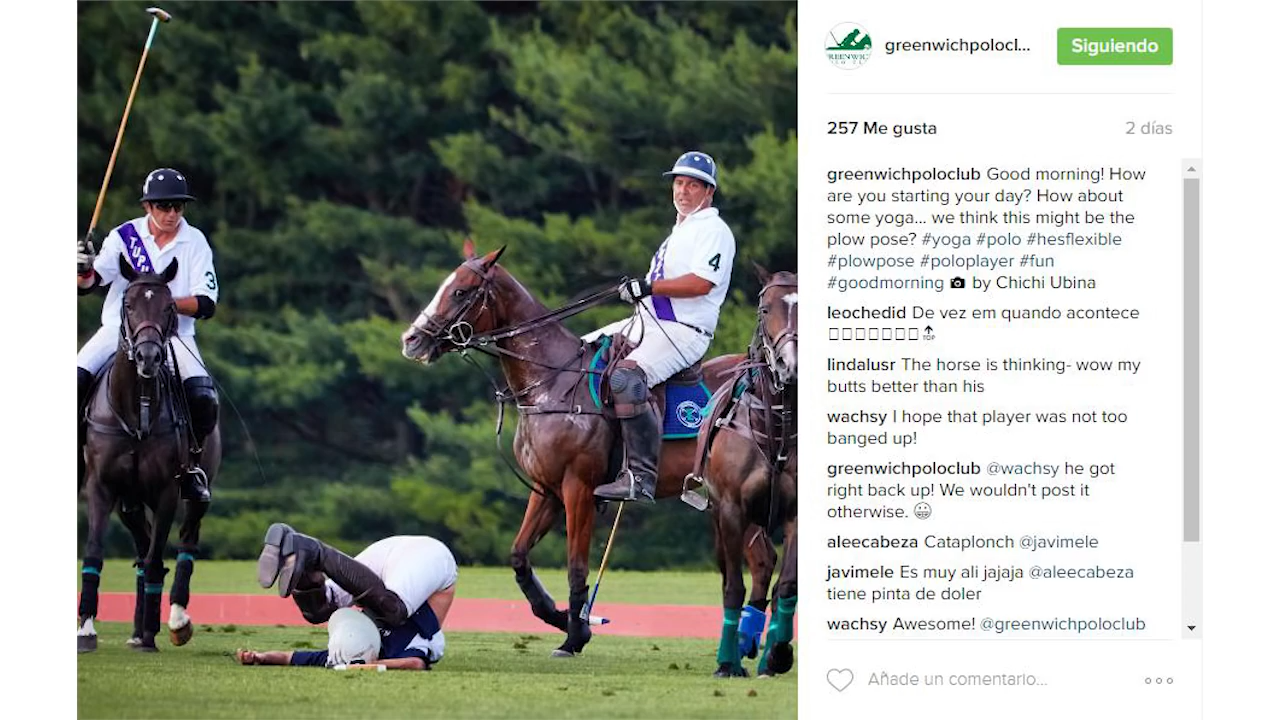 greenwichpolocl...
Siguiendo
257 Me gusta
2 días
greenwichpoloclub Good morning! How
are you starting your day? How about
some yoga... we think this might be the
plow pose? #yoga #polo #hesflexible
#plowpose #poloplayer #fun
#goodmorning 📷 by Chichi Ubina
leochedid De vez em quando acontece
TOP
lindalusr The horse is thinking- wow my
butts better than his
wachsy I hope that player was not too
banged up!
greenwichpoloclub @wachsy he got
right back up! We wouldn't post it
otherwise. 😀
aleecabeza Cataplonch @javimele
javimele Es muy ali jajaja @aleecabeza
tiene pinta de doler
wachsy Awesome! @greenwichpoloclub
Añade un comentario...
3
4